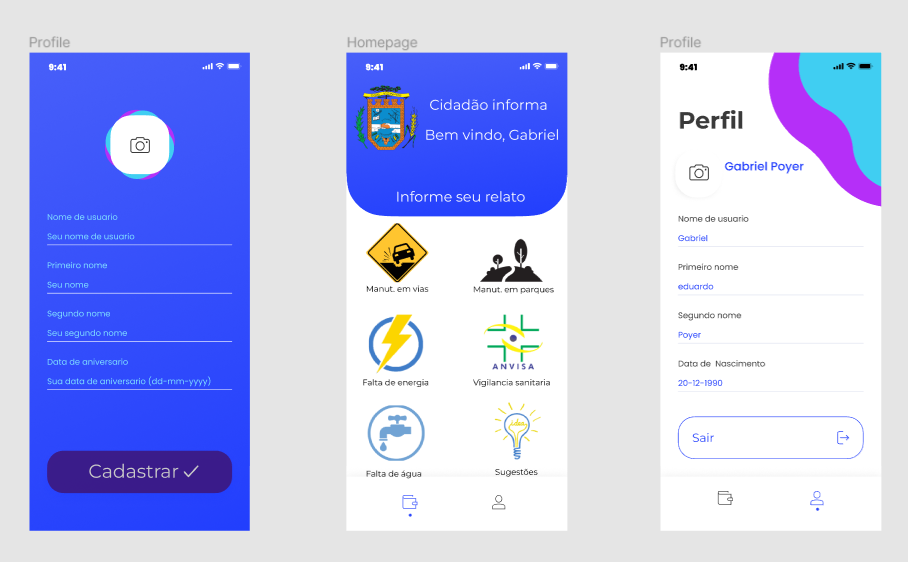 Profile
9:41
Nome de usuario
Seu nome de usuario
Primeiro nome
Seu nome
Segundo nome
Seu segundo nome
Data de aniversario
Sua data de aniversario (dd-mm-yyyy)
Cadastrar
Homepage
9:41
Cidadão informa
Bem vindo, Gabriel
Informe seu relato
Manut. em vias
Manut. em parques
ANVISA
Falta de energia
Vigilancia sanitaria
idea
Falta de água
Sugestões
Profile
9:41
Perfil
Gabriel Poyer
Nome de usuario
Gabriel
Primeiro nome
eduardo
Segundo nome
Poyer
Data de Nascimento
20-12-1990
Sair